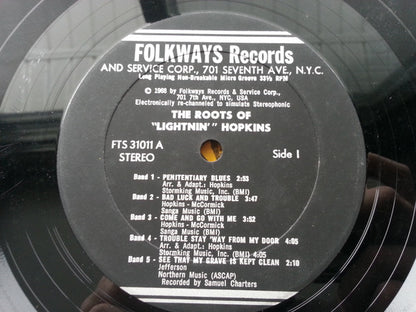 FOLKWAYS Records
AND SERVICE CORP., 701 SEVENTH AVE., N.Y.C.
Long Playing Non-Breakable Micro Groove 33⅓ RPM
© 1968 by Folkways Records & Service Corp.,
701 7th Ave., NYC, USA
Electronically re-channeled to simulate Stereophonic
THE ROOTS OF
"LIGHTNIN'" HOPKINS
FTS 31011 A
STEREO
Side 1
Band 1 - PENITENTIARY BLUES 2:53
Arr. & Adapt.: Hopkins
Stormking Music, Inc. (BMI)
Band 2 - BAD LUCK AND TROUBLE 3:47
Hopkins - McCormick
Sanga Music (BMI)
Band 3 - COME AND GO WITH ME 3:52
Hopkins - McCormick
Sanga Music (BMI)
Band 4 - TROUBLE STAY 'WAY FROM MY DOOR 4:05
Arr. & Adapt.: Hopkins
Stormking Music, Inc. (BMI) 4:05
Band 5 - SEE THAT MY GRAVE IS KEPT CLEAN 2:10
Jefferson
Northern Music (ASCAP)
Recorded by Samuel Charters